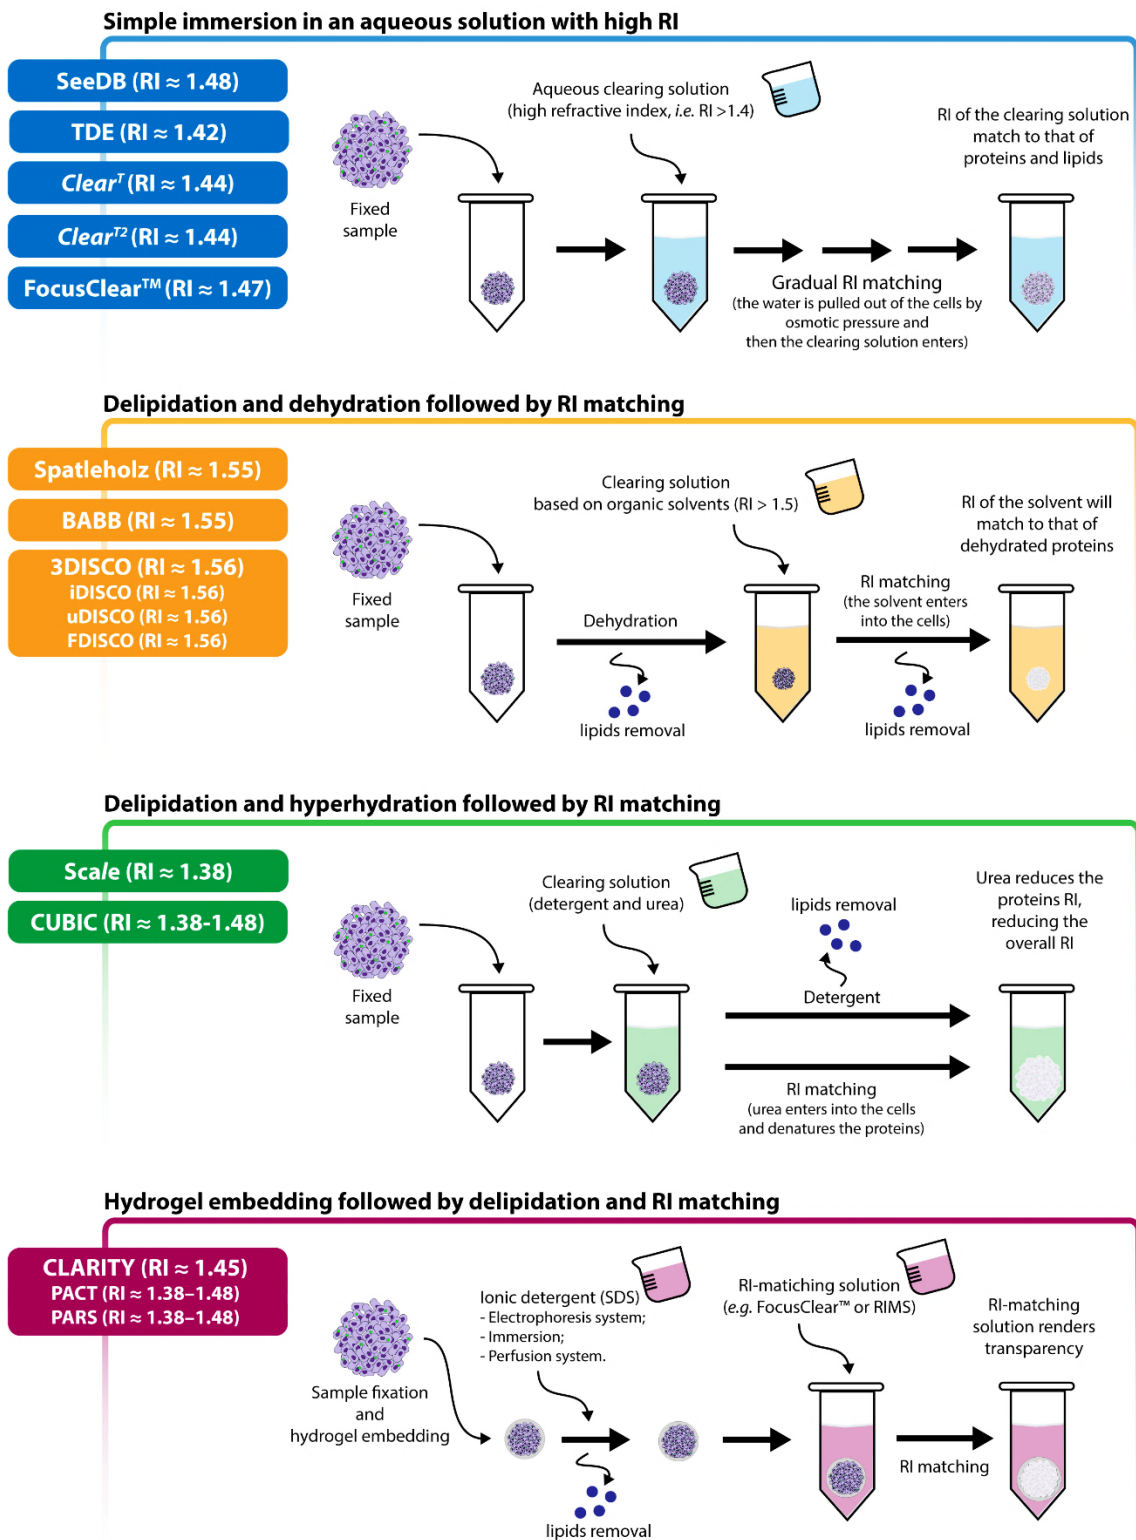 Simple immersion in an aqueous solution with high RI
SeeDB (RI ≈ 1.48)
TDE (RI ≈ 1.42)
Clearᵀ (RI ≈ 1.44)
Clearᵀ² (RI ≈ 1.44)
FocusClear™ (RI ≈ 1.47)
Fixed
sample
Aqueous clearing solution
(high refractive index, i.e. RI >1.4)
Gradual RI matching
(the water is pulled out of the cells by
osmotic pressure and
then the clearing solution enters)
RI of the clearing solution
match to that of
proteins and lipids
Delipidation and dehydration followed by RI matching
Spatleholz (RI ≈ 1.55)
BABB (RI ≈ 1.55)
3DISCO (RI ≈ 1.56)
iDISCO (RI ≈ 1.56)
uDISCO (RI ≈ 1.56)
FDISCO (RI ≈ 1.56)
Fixed
sample
Dehydration
lipids removal
Clearing solution
based on organic solvents (RI > 1.5)
RI matching
(the solvent enters
into the cells)
lipids removal
RI of the solvent will
match to that of
dehydrated proteins
Delipidation and hyperhydration followed by RI matching
Scale (RI ≈ 1.38)
CUBIC (RI ≈ 1.38-1.48)
Fixed
sample
Clearing solution
(detergent and urea)
lipids removal
Detergent
RI matching
(urea enters into the cells
and denatures the proteins)
Urea reduces the
proteins RI,
reducing the
overall RI
Hydrogel embedding followed by delipidation and RI matching
CLARITY (RI ≈ 1.45)
PACT (RI ≈ 1.38–1.48)
PARS (RI ≈ 1.38–1.48)
Sample fixation
and
hydrogel embedding
Ionic detergent (SDS)
- Electrophoresis system;
- Immersion;
- Perfusion system.
lipids removal
RI-matiching solution
(e.g. FocusClear™ or RIMS)
RI matching
RI-matching
solution renders
transparency